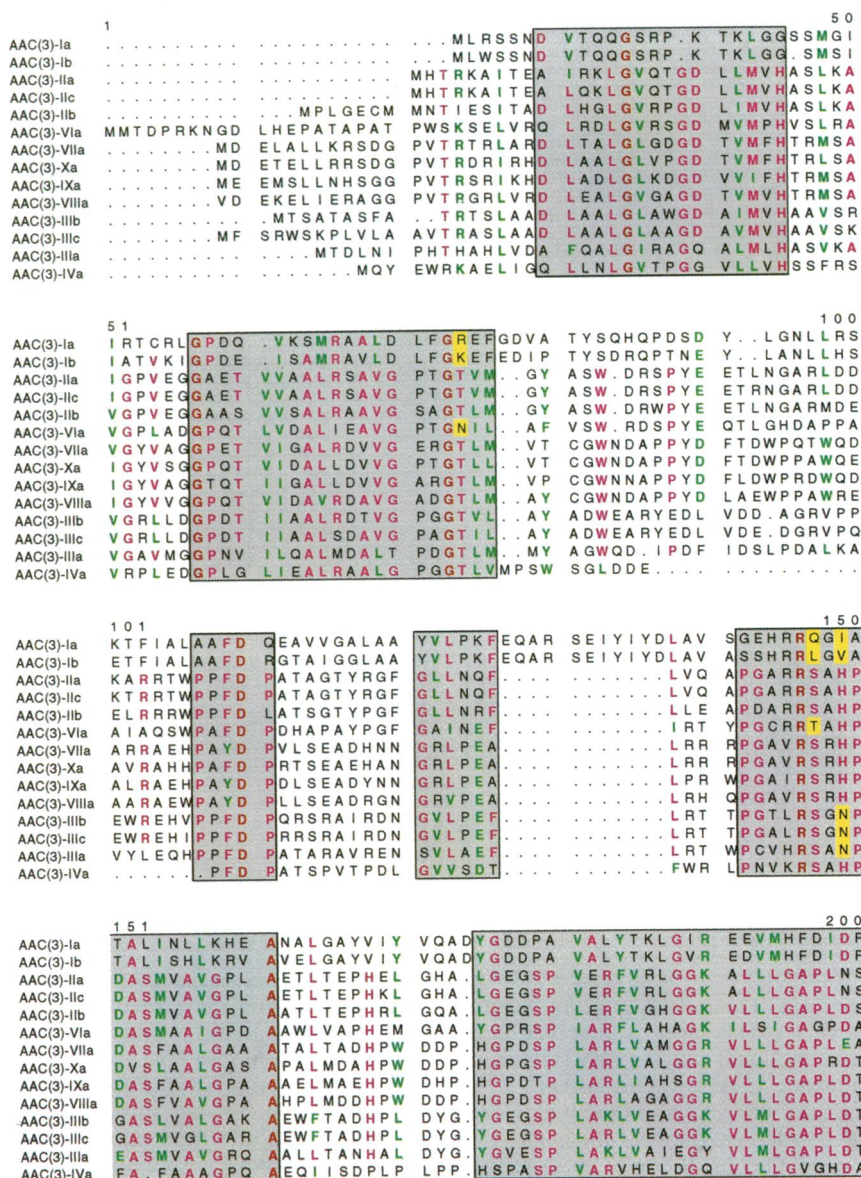 1 50
AAC(3)-Ia .......... .......... ...MLRSSND VTQQGSRP.K TKLGGSSMGI
AAC(3)-Ib .......... .......... ...MLWSSND VTQQGSRP.K TKLGG.SMSI
AAC(3)-IIa .......... .......... MHTRKAITEA IRKLGVQTGD LLMVHASLKA
AAC(3)-IIc .......... .......... MHTRKAITEA LQKLGVQTGD LLMVHASLKA
AAC(3)-IIb .......... ...MPLGECM MNTIESITAD LHGLGVRPGD LIMVHASLKA
AAC(3)-VIa MMTDPRKNGD LHEPATAPAT PWSKSELVRQ LRDLGVRSGD MVMPHVSLRA
AAC(3)-VIIa ........MD ELALLKRSDG PVTRTRLARD LTALGLGDGD TVMFHTRMSA
AAC(3)-Xa ........MD ETELLRRSDG PVTRDRIRHD LAALGLVPGD TVMFHTRLSA
AAC(3)-IXa ........ME EMSLLNHSGG PVTRSRIKHD LADLGLKDGD VVIFHTRMSA
AAC(3)-VIIIa ........VD EKELIERAGG PVTRGRLVRD LEALGVGAGD TVMVHTRMSA
AAC(3)-IIIb .......... .MTSATASFA ..TRTSLAAD LAALGLAWGD AIMVHAAVSR
AAC(3)-IIIc ........MF SRWSKPLVLA AVTRASLAAD LAALGLAAGD AVMVHAAVSK
AAC(3)-IIIa .......... ....MTDLNI PHTHAHLVDA FQALGIRAGQ ALMLHASVKA
AAC(3)-IVa .......... .......MQY EWRKAELIGQ LLNLGVTPGG VLLVHSSFRS
51 100
AAC(3)-Ia IRTCRLGPDQ .VKSMRAALD LFGREFGDVA TYSQHQPDSD Y..LGNLLRS
AAC(3)-Ib IATVKIGPDE .ISAMRAVLD LFGKEFEDIP TYSDRQPTNE Y..LANLLHS
AAC(3)-IIa IGPVEGGAET VVAALRSAVG PTGTVM..GY ASW.DRSPYE ETLNGARLDD
AAC(3)-IIc IGPVEGGAET VVAALRSAVG PTGTLM..GY ASW.DRSPYE ETRNGARLDD
AAC(3)-IIb VGPVEGGAAS VVSALRAAVG SAGTLM..GY ASW.DRWPYE ETLNGARMDE
AAC(3)-VIa VGPLADGPQT LVDALIEAVG PTGNIL..AF VSW.RDSPYE QTLGHDAPPA
AAC(3)-VIIa VGYVAGGPET VIGALRDVVG ERGTLM..VT CGWNDAPPYD FTDWPQTWQD
AAC(3)-Xa IGYVSGGPQT VIDALLDVVG PTGTLL..VT CGWNDAPPYD FTDWPPAWQE
AAC(3)-IXa IGYVAGGTQT IIGALLDVVG ARGTLM..VP CGWNNAPPYD FLDWPRDWQD
AAC(3)-VIIIa IGYVVGGPQT VIDAVRDAVG ADGTLM..AY CGWNDAPPYD LAEWPPAWRE
AAC(3)-IIIb VGRLLDGPDT IIAALRDTVG PGGTVL..AY ADWEARYEDL VDD.AGRVPP
AAC(3)-IIIc VGRLLDGPDT IIAALSDAVG PAGTIL..AY ADWEARYEDL VDE.DGRVPQ
AAC(3)-IIIa VGAVMGGPNV ILQALMDALT PDGTLM..MY AGWQD.IPDF IDSLPDALKA
AAC(3)-IVa VRPLEDGPLG LIEALRAALG PGGTLVMPSW SGLDDE.... ..........
101 150
AAC(3)-Ia KTFIALAAFD QEAVVGALAA YVLPKFEQAR SEIYIYDLAV SGEHRRQGIA
AAC(3)-Ib ETFIALAAFD RGTAIGGLAA YVLPKFEQAR SEIYIYDLAV ASSHRRLGVA
AAC(3)-IIa KARRTWPPFD PATAGTYRGF GLLNQF.... .......LVQ APGARRSAHP
AAC(3)-IIc KTRRTWPPFD PATAGTYRGF GLLNQF.... .......LVQ APGARRSAHP
AAC(3)-IIb ELRRRWPPFD LATSGTYPGF GLLNRF.... .......LLE APDARRSAHP
AAC(3)-VIa AIAQSWPPFD PDHAPAYPGF GAINEF.... .......IRT YPGCRRTAHP
AAC(3)-VIIa ARRAEHPAYD PVLSEADHNN GRLPEA.... .......LRR RPGAVRSRHP
AAC(3)-Xa AVRAHHPAFD PRTSEAEHAN GRLPEA.... .......LRR RPGAVRSRHP
AAC(3)-IXa ALRAEHPAYD PDLSEADYNN GRLPEA.... .......LPR WPGAIRSRHP
AAC(3)-VIIIa AARAEWPAYD PLLSEADRGN GRVPEA.... .......LRH QPGAVRSRHP
AAC(3)-IIIb EWREHVPPFD PQRSRAIRDN GVLPEF.... .......LRT TPGTLRSGNP
AAC(3)-IIIc EWREHIPPFD PRRSRAIRDN GVLPEF.... .......LRT TPGALRSGNP
AAC(3)-IIIa VYLEQHPPFD PATARAVREN SVLAEF.... .......LRT WPCVHRSANP
AAC(3)-IVa .......PFD PATSPVTPDL GVVSDT.... .......FWR LPNVKRSAHP
151 200
AAC(3)-Ia TALINLLKHE ANALGAYVIY VQADYGDDPA VALYTKLGIR EEVMHFDIDP
AAC(3)-Ib TALISHLKRV AVALGAYVIY VQADYGDDPA VALYTKLGVR EDVMHFDIDP
AAC(3)-IIa DASMVAVGPL AETLTEPHEL GHA.LGEGSP VERFVRLGGK ALLLGAPLNS
AAC(3)-IIc DASMVAVGPL AETLTEPHKL GHA.LGEGSP VERFVRLGGK ALLLGAPLNS
AAC(3)-IIb DASMVAVGPL AATLTEPHRL GQA.LGEGSP LERFVGHGGK VLLLGAPLDS
AAC(3)-VIa DASMAAIGPD AAWLVAPHEM GAA.YGPRSP IARFLAHAGK ILSIGAGPDA
AAC(3)-VIIa DASFAALGAA ATALTADHPW DDP.HGPDSP LARLVAMGGR VLLLGAPLEA
AAC(3)-Xa DVSLAALGAS APALMDAHPW DDP.HGPGSP LARLVALGGR VLLLGAPRDT
AAC(3)-IXa DASFAALGPA AAELMAEHPW DHP.HGPDTP LARLIAHSGR VLLLGAPLDT
AAC(3)-VIIIa DASFVAVGPA AHPLMDDHPW DDP.HGPDSP LARLAGAGGR VLLLGAPLDT
AAC(3)-IIIb GASLVALGAK AEWFTADHPL DYG.YGEGSP LAKLVEAGGK VLMLGAPLDT
AAC(3)-IIIc GASMVGLGAR AEWFTADHPL DYG.YGEGSP LARLVEAGGK VLMLGAPLDT
AAC(3)-IIIa EASMVAVGRQ AALLTANHAL DYG.YGVESP LAKLVAIEGY VLMLGAPLDT
AAC(3)-IVa FA.FAAAGPQ AEQIISDPLP LPP.HSPASP VARVHELDGQ VLLLGVGHDA